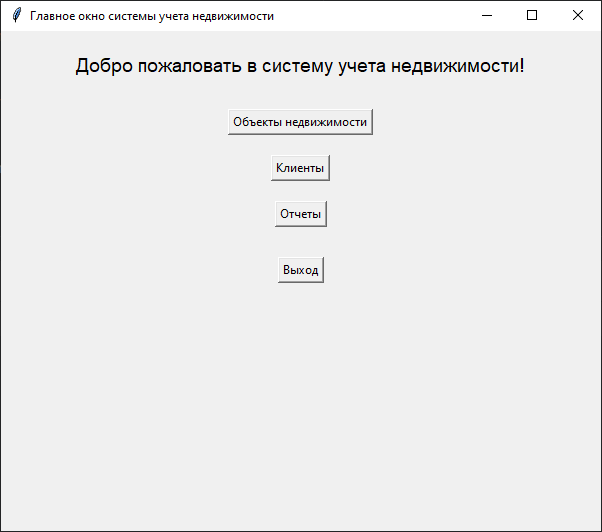 Главное окно системы учета недвижимости
Добро пожаловать в систему учета недвижимости!
Объекты недвижимости
Клиенты
Отчеты
Выход